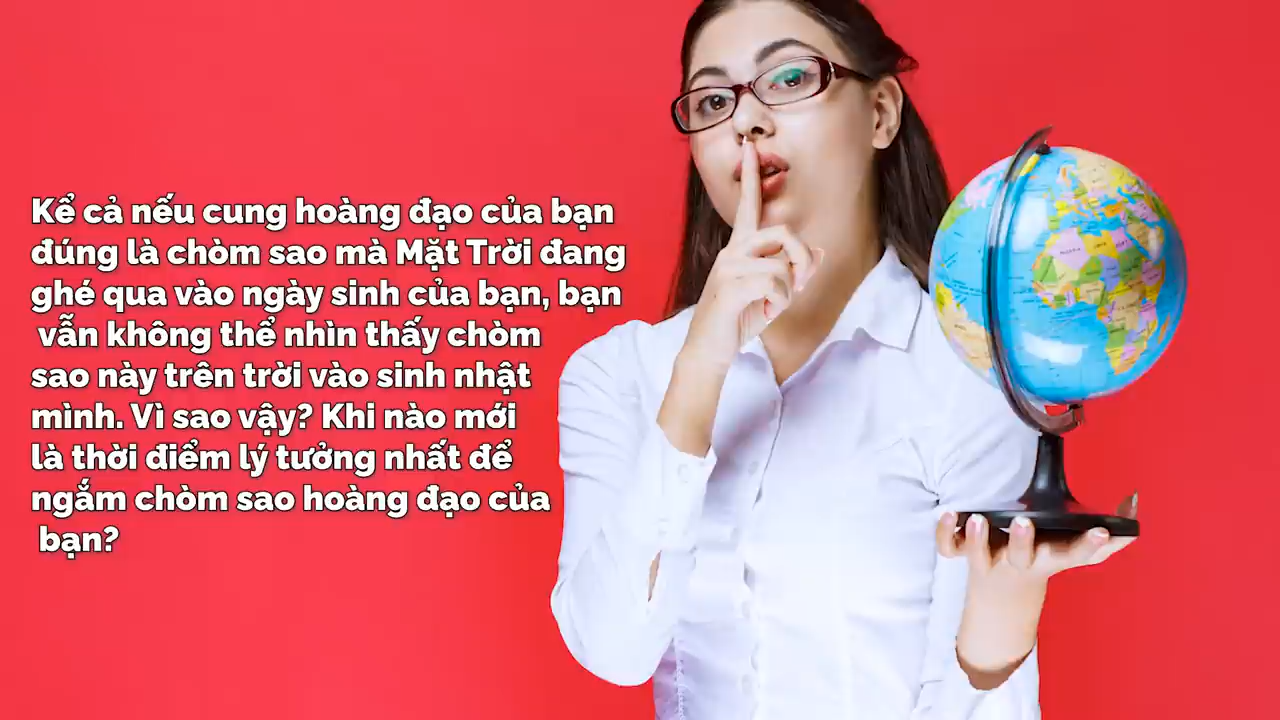 Kể cả nếu cung hoàng đạo của bạn
đúng là chòm sao mà Mặt Trời đang
ghé qua vào ngày sinh của bạn, bạn
vẫn không thể nhìn thấy chòm
sao này trên trời vào sinh nhật
mình. Vì sao vậy? Khi nào mới
là thời điểm lý tưởng nhất để
ngắm chòm sao hoàng đạo của
bạn?